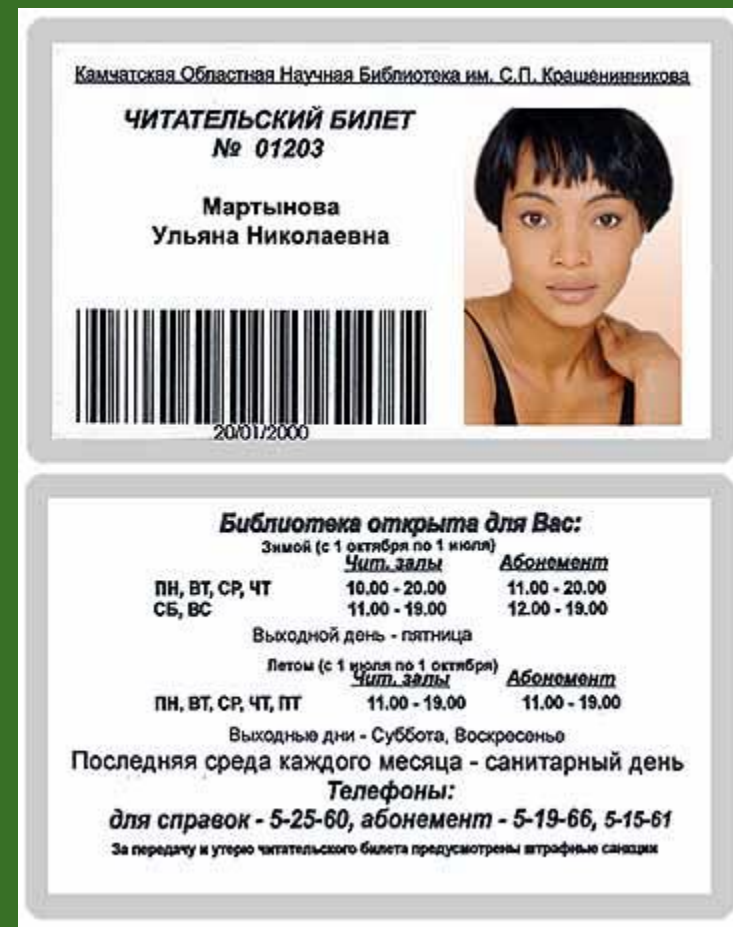 Камчатская Областная Научная Библиотека им. С.П. Крашенинникова
ЧИТАТЕЛЬСКИЙ БИЛЕТ
№ 01203
Мартынова
Ульяна Николаевна
20/01/2000
Библиотека открыта для Вас:
Зимой (с 1 октября по 1 июля)
Чит. залы Абонемент
ПН, ВТ, СР, ЧТ 10.00 - 20.00 11.00 - 20.00
СБ, ВС 11.00 - 19.00 12.00 - 19.00
Выходной день - пятница
Летом (с 1 июля по 1 октября)
Чит. залы Абонемент
ПН, ВТ, СР, ЧТ, ПТ 11.00 - 19.00 11.00 - 19.00
Выходные дни - Суббота, Воскресенье
Последняя среда каждого месяца - санитарный день
Телефоны:
для справок - 5-25-60, абонемент - 5-19-66, 5-15-61
За передачу и утерю читательского билета предусмотрены штрафные санкции